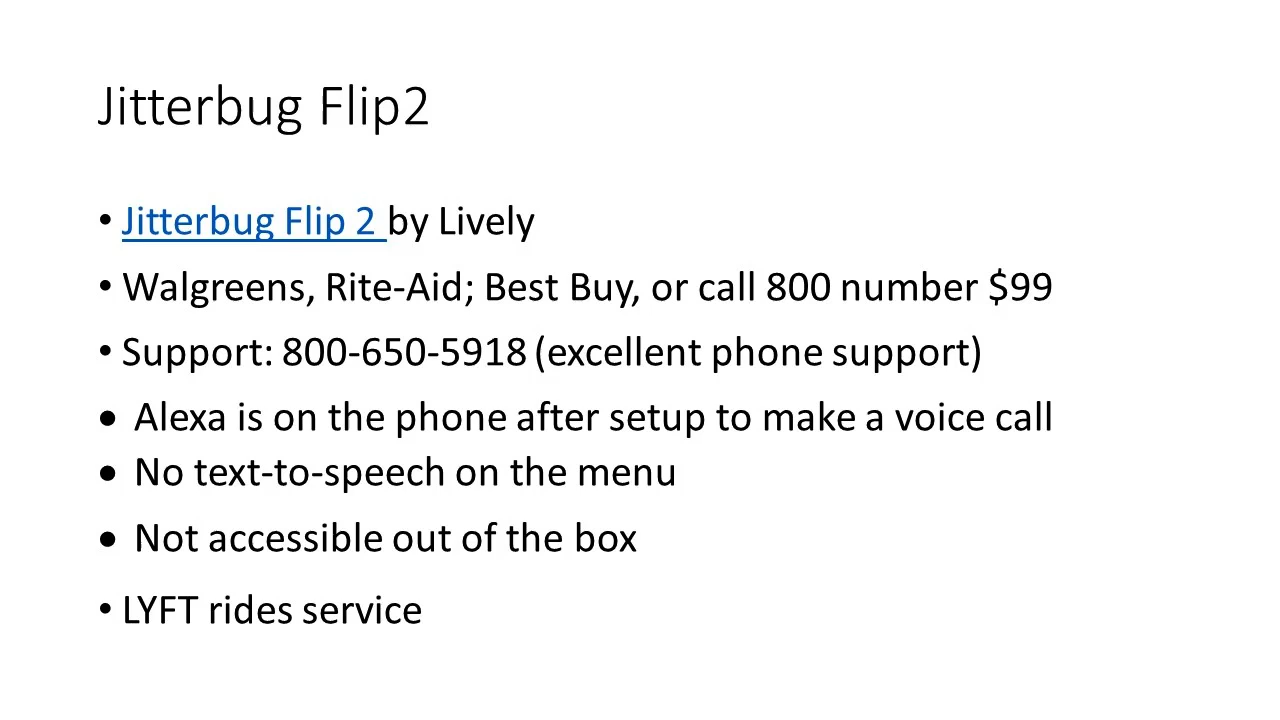 Jitterbug Flip2
• Jitterbug Flip 2 by Lively
• Walgreens, Rite-Aid; Best Buy, or call 800 number $99
• Support: 800-650-5918 (excellent phone support)
• Alexa is on the phone after setup to make a voice call
• No text-to-speech on the menu
• Not accessible out of the box
• LYFT rides service